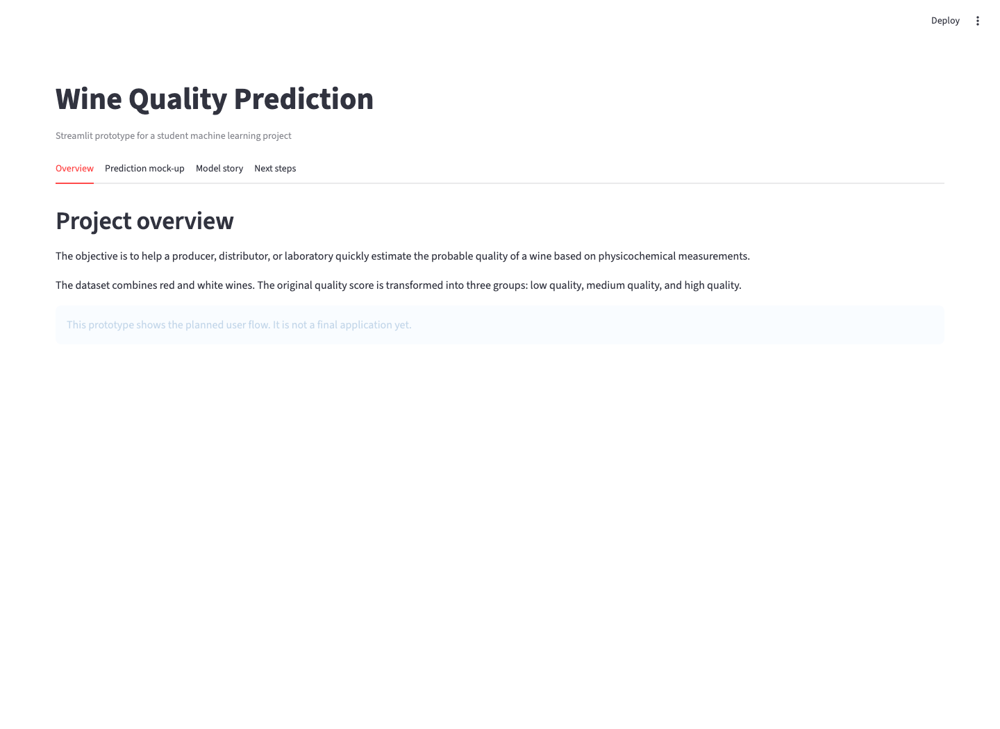 Deploy
Wine Quality Prediction
Streamlit prototype for a student machine learning project
Overview Prediction mock-up Model story Next steps
Project overview
The objective is to help a producer, distributor, or laboratory quickly estimate the probable quality of a wine based on physicochemical measurements.
The dataset combines red and white wines. The original quality score is transformed into three groups: low quality, medium quality, and high quality.
This prototype shows the planned user flow. It is not a final application yet.